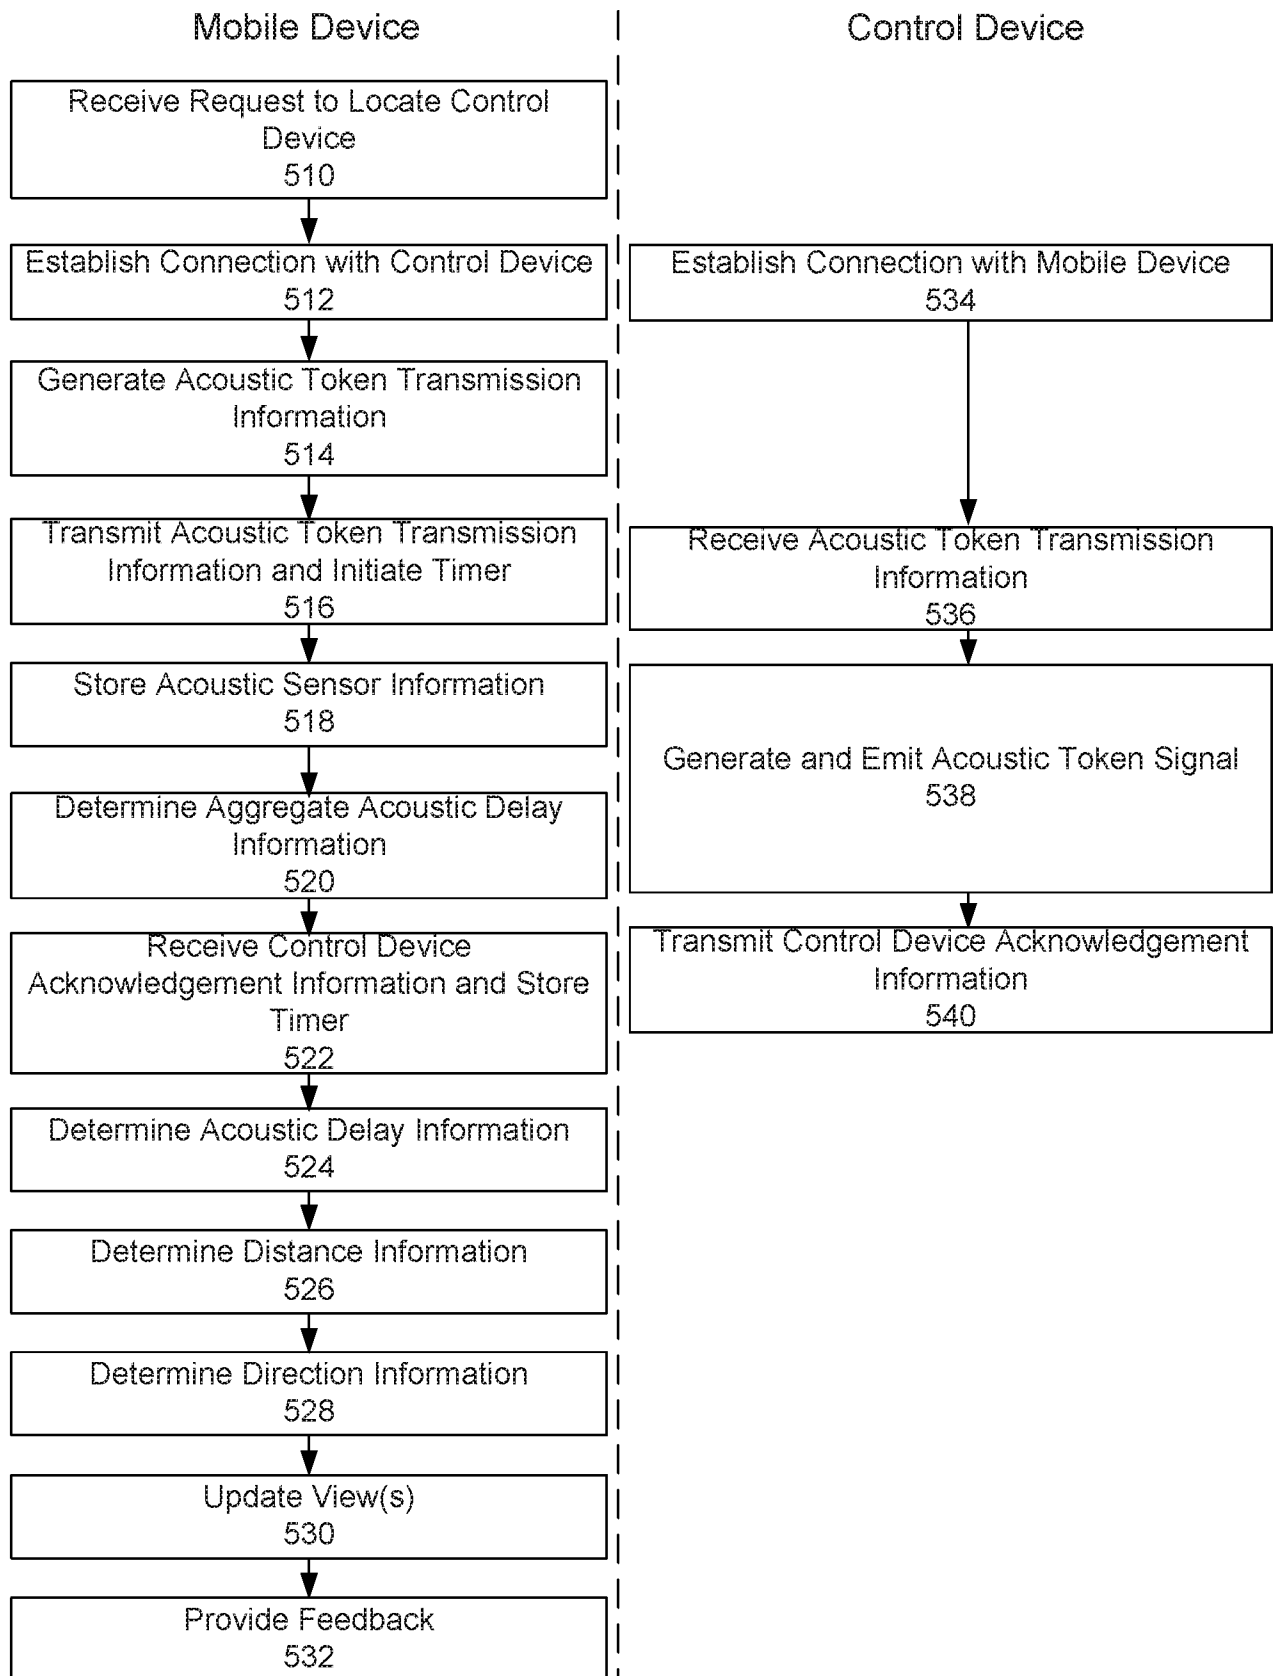 Mobile Device
Control Device
Receive Request to Locate Control
Device
510
Establish Connection with Control Device
512
Generate Acoustic Token Transmission
Information
514
Transmit Acoustic Token Transmission
Information and Initiate Timer
516
Store Acoustic Sensor Information
518
Determine Aggregate Acoustic Delay
Information
520
Receive Control Device
Acknowledgement Information and Store
Timer
522
Determine Acoustic Delay Information
524
Determine Distance Information
526
Determine Direction Information
528
Update View(s)
530
Provide Feedback
532
Establish Connection with Mobile Device
534
Receive Acoustic Token Transmission
Information
536
Generate and Emit Acoustic Token Signal
538
Transmit Control Device Acknowledgement
Information
540